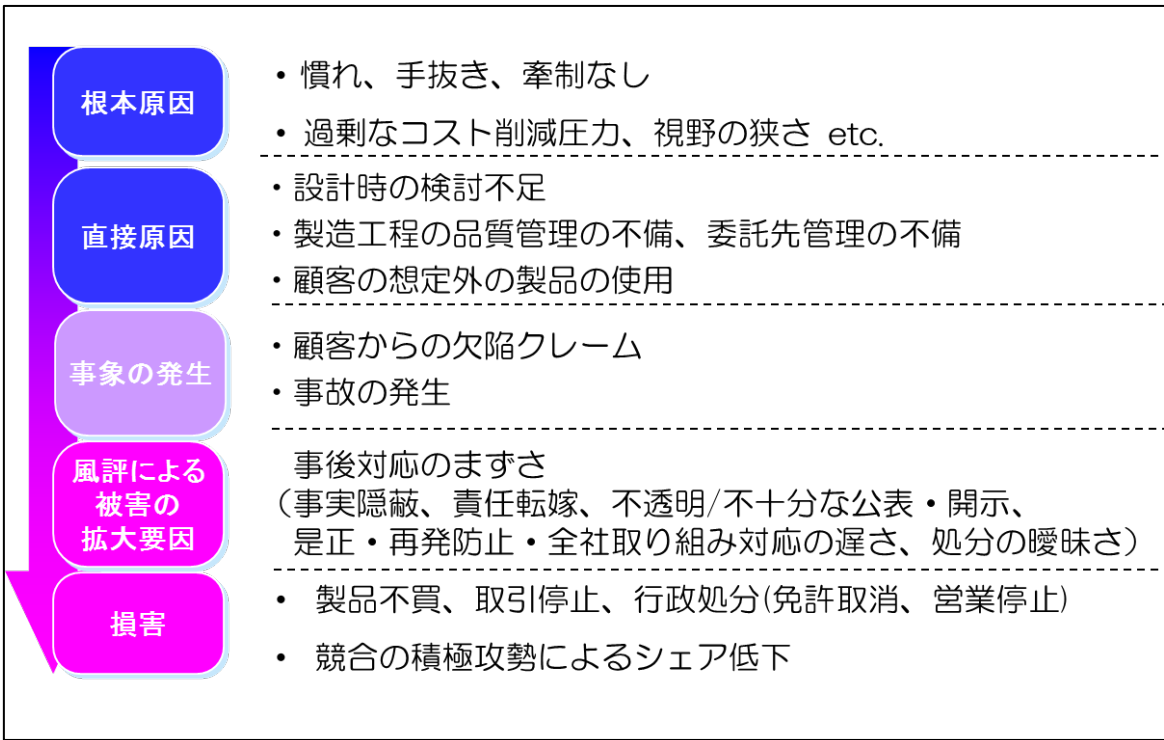 根本原因
・慣れ、手抜き、牽制なし
・過剰なコスト削減圧力、視野の狭さ etc.
直接原因
・設計時の検討不足
・製造工程の品質管理の不備、委託先管理の不備
・顧客の想定外の製品の使用
事象の発生
・顧客からの欠陥クレーム
・事故の発生
風評による
被害の
拡大要因
事後対応のまずさ
（事実隠蔽、責任転嫁、不透明/不十分な公表・開示、
是正・再発防止・全社取り組み対応の遅さ、処分の曖昧さ）
損害
・ 製品不買、取引停止、行政処分(免許取消、営業停止)
・ 競合の積極攻勢によるシェア低下